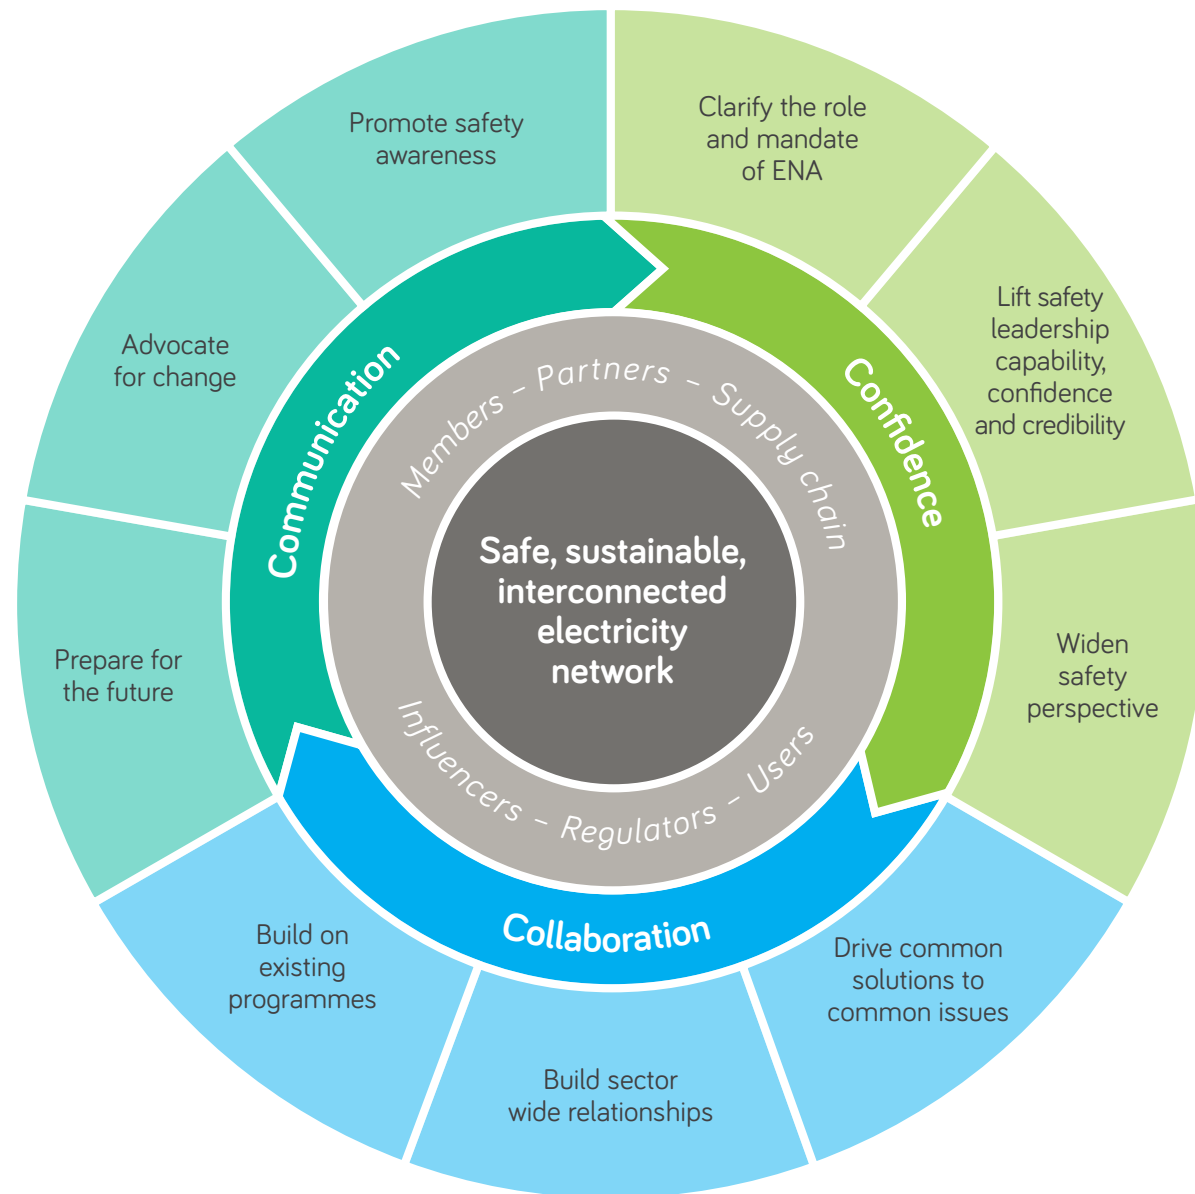 Promote safety
awareness
Clarify the role
and mandate
of ENA
Lift safety
leadership
capability,
confidence
and credibility
Widen
safety
perspective
Drive common
solutions to
common issues
Build sector
wide relationships
Build on
existing
programmes
Prepare for
the future
Advocate
for change
Communication
Confidence
Collaboration
Members – Partners – Supply chain
Influencers – Regulators – Users
Safe, sustainable,
interconnected
electricity
network